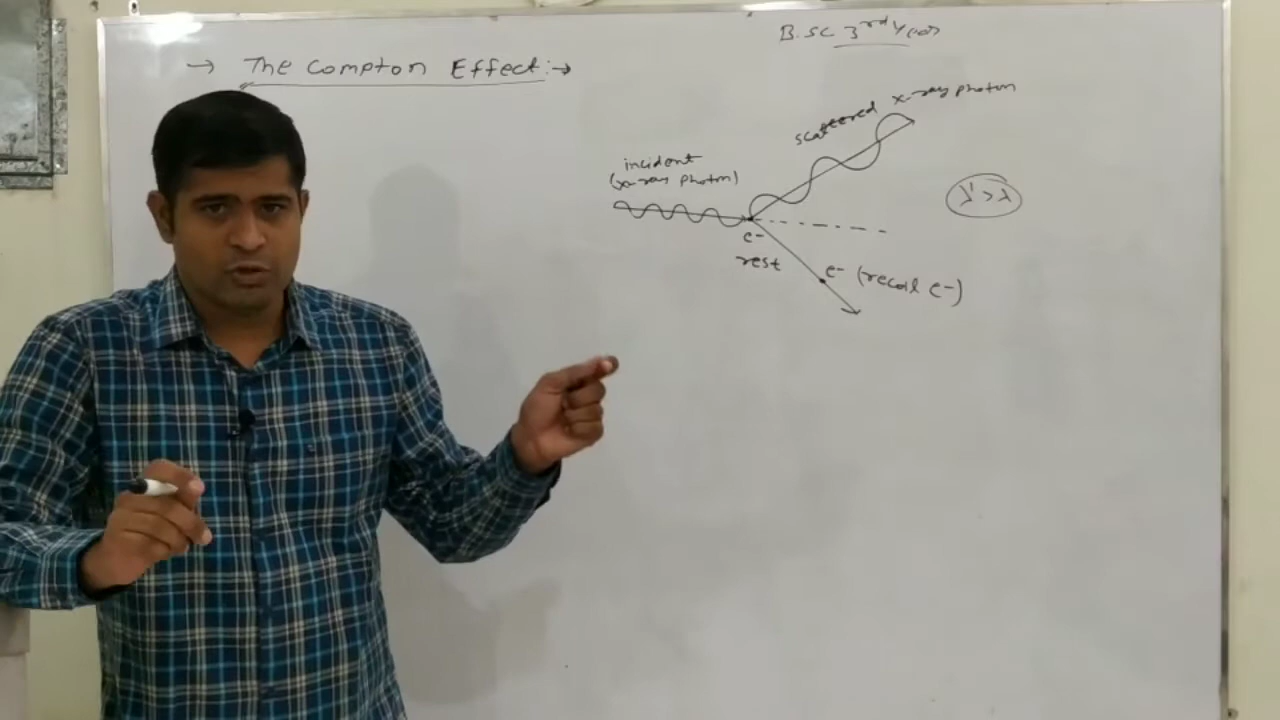 B.SC 3rd Year
→ The Compton Effect:→
scattered x-ray photon
incident
(x-ray photon)
λ' > λ
e-
rest
e- (recoil e-)